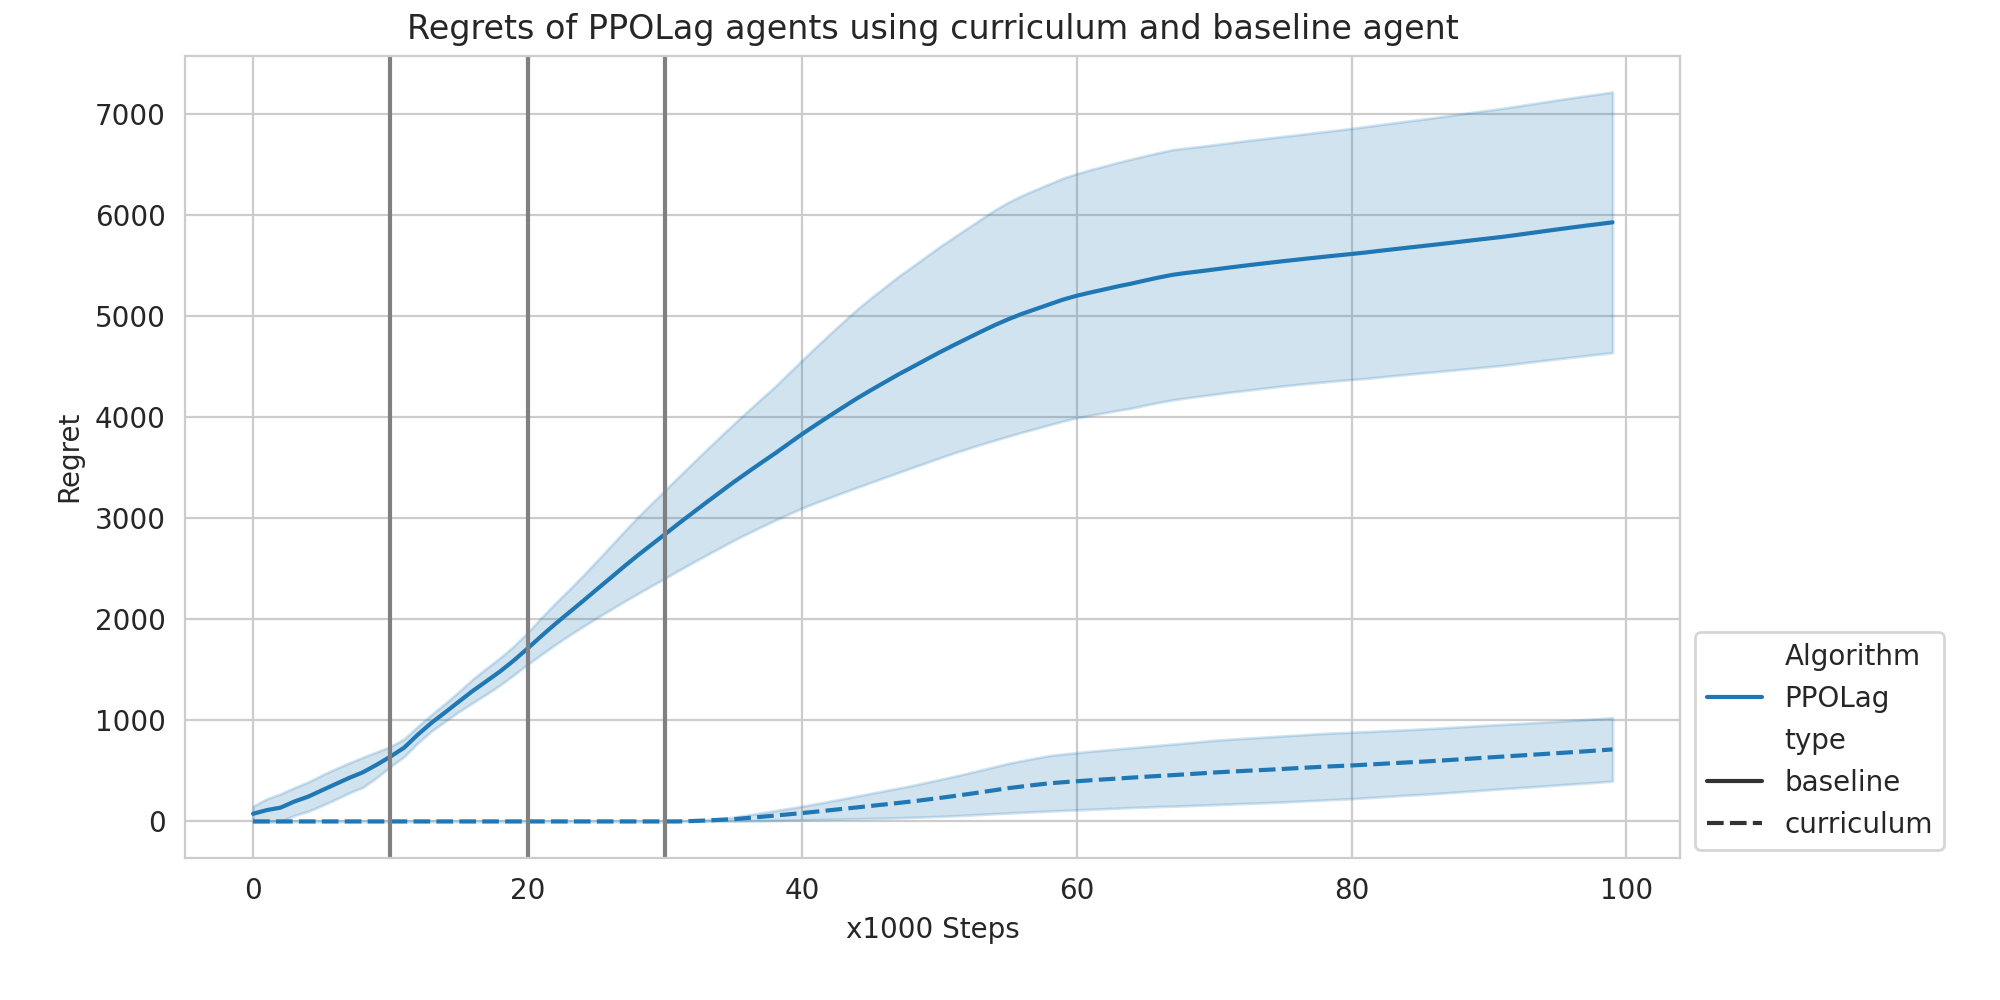 Regrets of PPOLag agents using curriculum and baseline agent
7000
6000
5000
4000
3000
2000
1000
0
Regret
0 20 40 60 80 100
x1000 Steps
Algorithm
PPOLag
type
baseline
curriculum